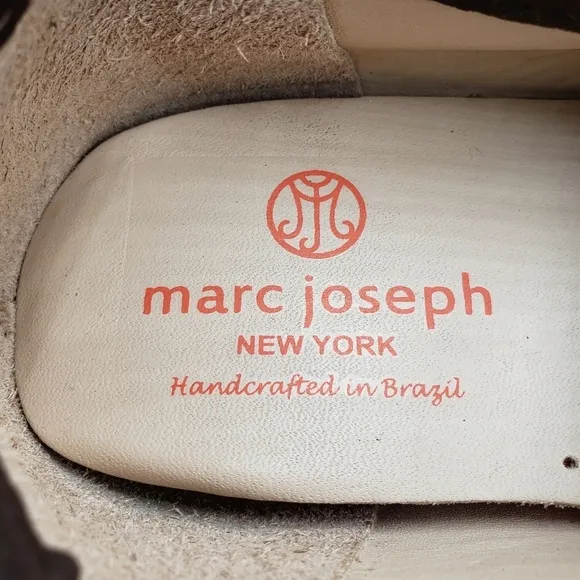 marc joseph
NEW YORK
Handcrafted in Brazil